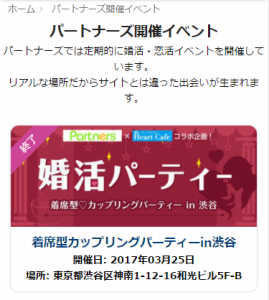 ホーム > パートナーズ開催イベント
パートナーズ開催イベント
パートナーズでは定期的に婚活・恋活イベントを開催して
います。
リアルな場所だからサイトとは違った出会いが生まれま
す。
終了
Partners × Heart Cafe コラボ企画！
婚活パーティー
着席型♡カップリングパーティー in 渋谷
着席型カップリングパーティーin渋谷
開催日: 2017年03月25日
場所: 東京都渋谷区神南1-12-16和光ビル5F-B